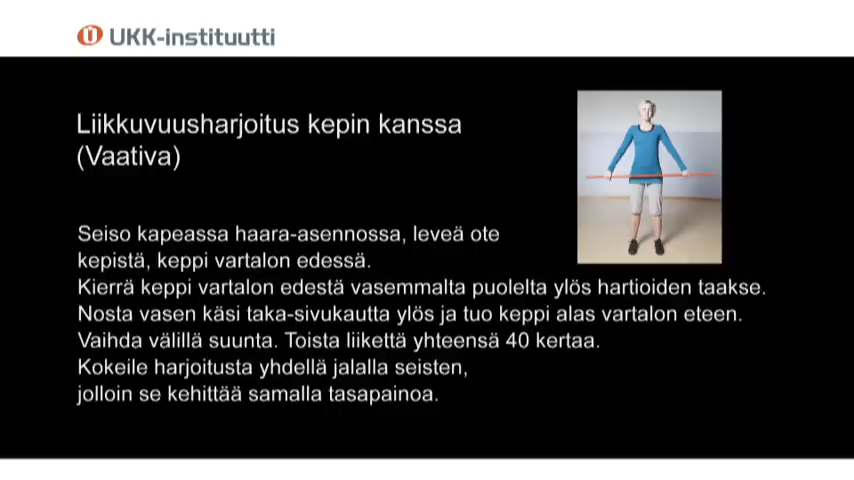 UKK-instituutti
Liikkuvuusharjoitus kepin kanssa
(Vaativa)
Seiso kapeassa haara-asennossa, leveä ote
kepistä, keppi vartalon edessä.
Kierrä keppi vartalon edestä vasemmalta puolelta ylös hartioiden taakse.
Nosta vasen käsi taka-sivukautta ylös ja tuo keppi alas vartalon eteen.
Vaihda välillä suunta. Toista liikettä yhteensä 40 kertaa.
Kokeile harjoitusta yhdellä jalalla seisten,
jolloin se kehittää samalla tasapainoa.